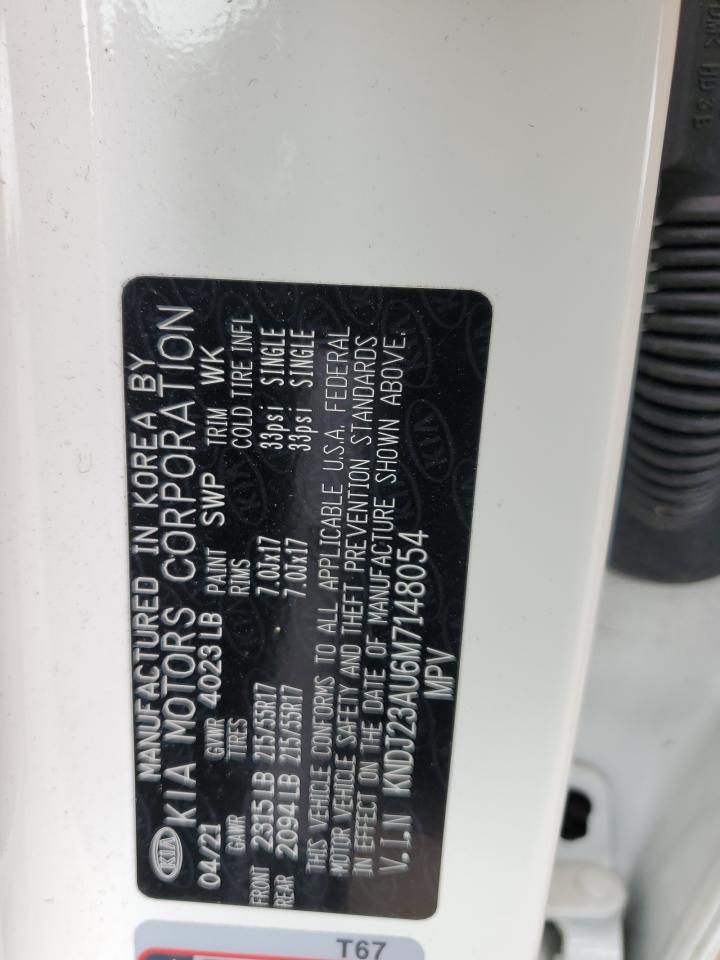 MANUFACTURED IN KOREA BY
KIA KIA MOTORS CORPORATION
04/21 GVWR 4023 LB PAINT SWP TRIM WK
GAWR TIRES RIMS COLD TIRE INFL
FRONT 2315 LB 215/55R17 7.0Jx17 33psi SINGLE
REAR 2094 LB 215/55R17 7.0Jx17 33psi SINGLE
THIS VEHICLE CONFORMS TO ALL APPLICABLE U.S.A. FEDERAL
MOTOR VEHICLE SAFETY AND THEFT PREVENTION STANDARDS
IN EFFECT ON THE DATE OF MANUFACTURE SHOWN ABOVE.
V.I.N KNDJ23AU6M7148054
MPV
T67